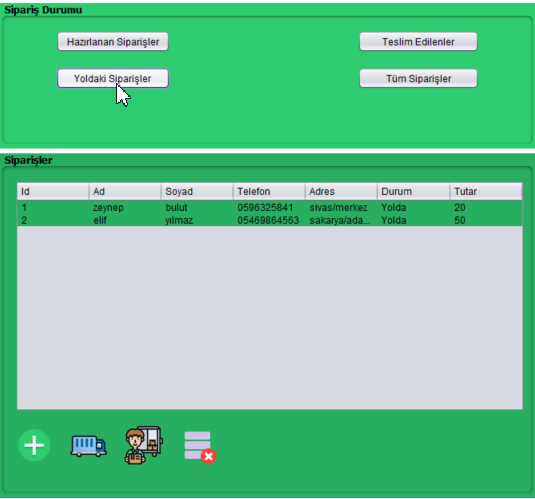 Sipariş Durumu
Hazırlanan Siparişler Teslim Edilenler
Yoldaki Siparişler Tüm Siparişler
Siparişler
Id Ad Soyad Telefon Adres Durum Tutar
1 zeynep bulut 0596325841 sivas/merkez Yolda 20
2 elif yılmaz 05469864563 sakarya/ada... Yolda 50